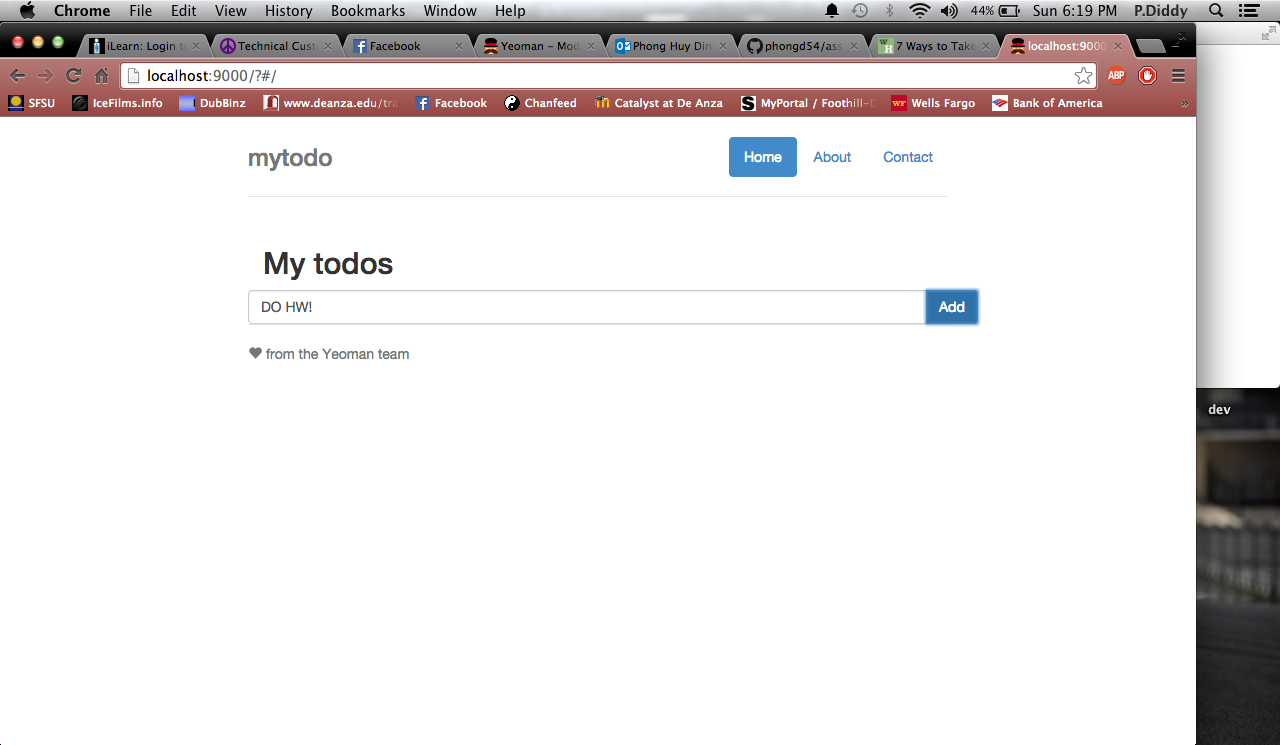 Chrome File Edit View History Bookmarks Window Help 44% Sun 6:19 PM P.Diddy
iLearn: Login t Technical Cust Facebook Yeoman – Mod Phong Huy Din phongd54/ass 7 Ways to Take localhost:9000
localhost:9000/?#/ ABP
SFSU IceFilms.info DubBinz www.deanza.edu/tra Facebook Chanfeed Catalyst at De Anza MyPortal / Foothill-D Wells Fargo Bank of America »
mytodo Home About Contact
My todos
DO HW! Add
from the Yeoman team
dev